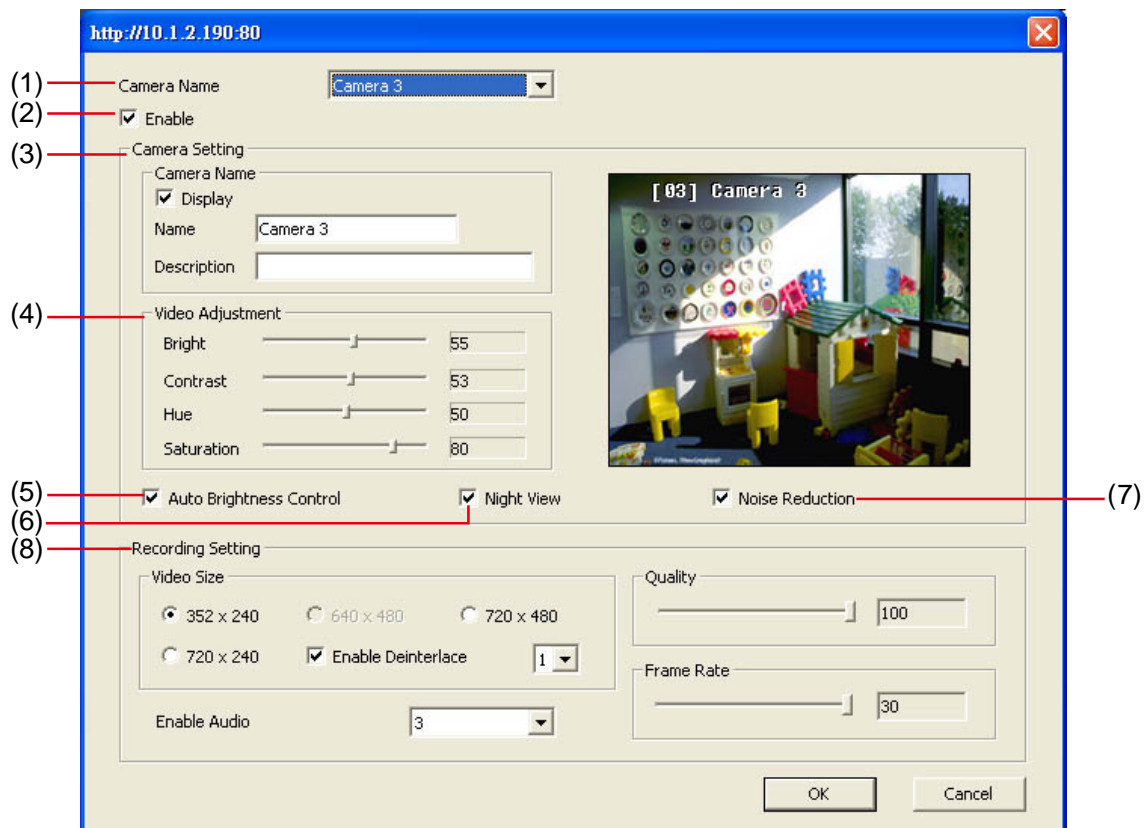 http://10.1.2.190:80
(1) Camera Name Camera 3
(2) Enable
(3) Camera Setting
Camera Name
Display
Name Camera 3
Description
[03] Camera 3
(4) Video Adjustment
Bright 55
Contrast 53
Hue 50
Saturation 80
(5) Auto Brightness Control
(6) Night View
Noise Reduction (7)
(8) Recording Setting
Video Size
352 x 240 640 x 480 720 x 480
720 x 240 Enable Deinterlace 1
Enable Audio 3
Quality
100
Frame Rate
30
OK Cancel